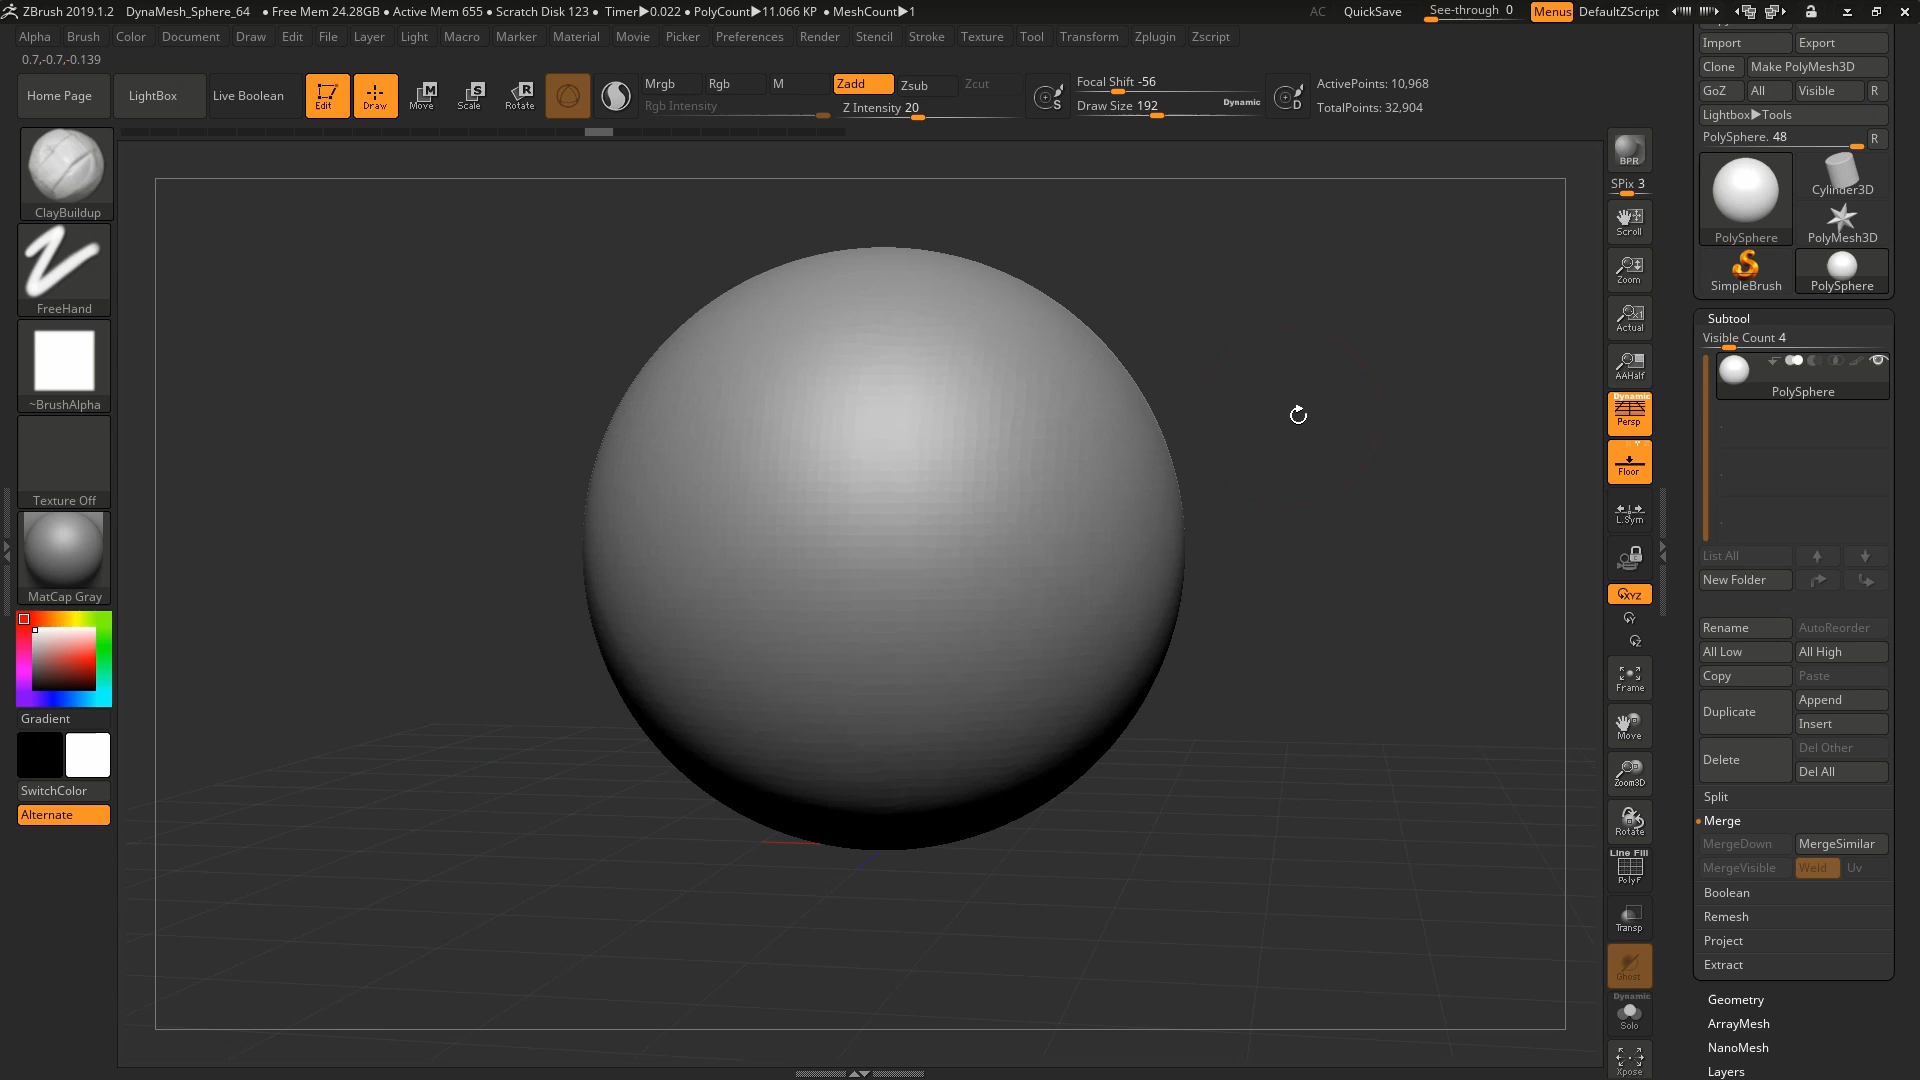 ZBrush 2019.1.2 DynaMesh_Sphere_64 ● Free Mem 24.28GB ● Active Mem 655 ● Scratch Disk 123 ● Timer▶0.022 ● PolyCount▶11.066 KP ● MeshCount▶1 AC QuickSave See-through 0 Menus DefaultZScript
Alpha Brush Color Document Draw Edit File Layer Light Macro Marker Material Movie Picker Preferences Render Stencil Stroke Texture Tool Transform Zplugin Zscript
0.7,-0.7,-0.139
Home Page LightBox Live Boolean Edit Draw Move Scale Rotate
Mrgb Rgb M Zadd Zsub Zcut
Rgb Intensity Z Intensity 20
Focal Shift -56
Draw Size 192 Dynamic
ActivePoints: 10,968
TotalPoints: 32,904
ClayBuildup
FreeHand
~BrushAlpha
Texture Off
MatCap Gray
Gradient
SwitchColor
Alternate
BPR
SPix 3
Scroll
Zoom
Actual
AAHalf
Dynamic
Persp
Floor
L.Sym
XYZ
Y
Z
Frame
Move
Zoom3D
Rotate
Line Fill
PolyF
Transp
Ghost
Dynamic
Solo
Xpose
Import Export
Clone Make PolyMesh3D
GoZ All Visible R
Lightbox▶Tools
PolySphere. 48 R
PolySphere Cylinder3D
PolyMesh3D
SimpleBrush PolySphere
Subtool
Visible Count 4
PolySphere
List All
New Folder
Rename AutoReorder
All Low All High
Copy Paste
Duplicate Append
Insert
Delete Del Other
Del All
Split
Merge
MergeDown MergeSimilar
MergeVisible Weld Uv
Boolean
Remesh
Project
Extract
Geometry
ArrayMesh
NanoMesh
Layers